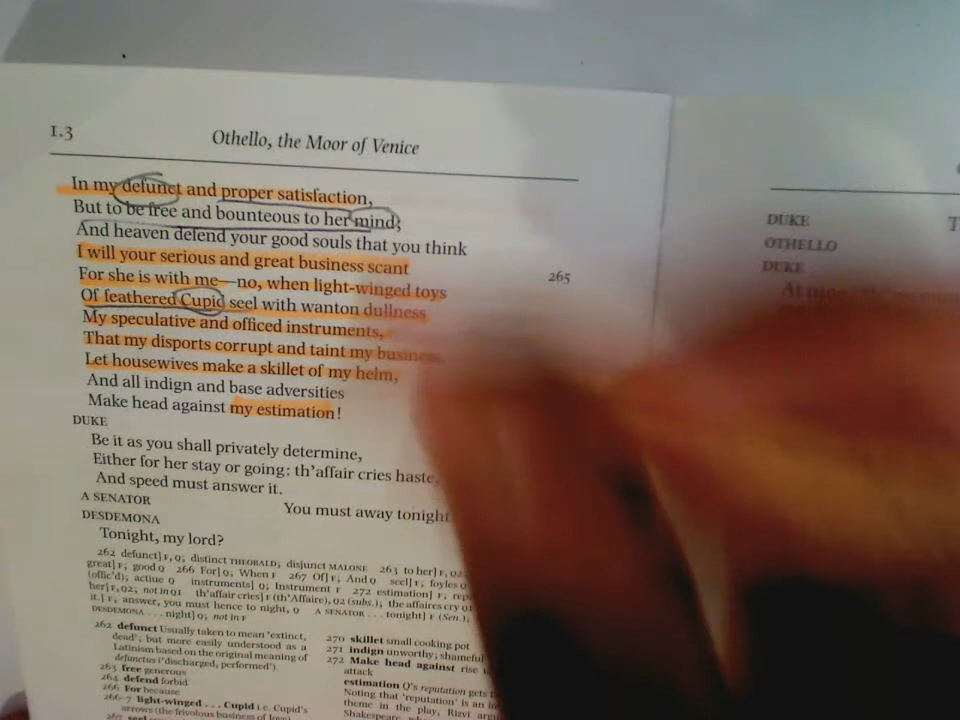 1.3
Othello, the Moor of Venice
In my defunct and proper satisfaction,
But to be free and bounteous to her mind;
And heaven defend your good souls that you think
I will your serious and great business scant
265
For she is with me—no, when light-winged toys
Of feathered Cupid seel with wanton dullness
My speculative and officed instruments,
That my disports corrupt and taint my business,
Let housewives make a skillet of my helm,
And all indign and base adversities
Make head against my estimation!
DUKE
Be it as you shall privately determine,
Either for her stay or going: th'affair cries haste,
And speed must answer it.
A SENATOR
You must away tonight.
DESDEMONA
Tonight, my lord?
262 defunct] F, Q; distinct THEOBALD; disjunct MALONE 263 to her] F, Q2;
great] F; good Q 266 For] Q; When F 267 Of] F; And Q seel] F; foyles Q
(offic'd); actiue Q instruments] Q; Instrument F 272 estimation] F; rep
her] F, Q2; not in Q1 th'affair cries] F (th'Affaire), Q2 (subs.); the affaires cry Q1
it.] F; answer, you must hence to night, Q A SENATOR . . . tonight] F (Sen.),
DESDEMONA . . . night] Q; not in F
262 defunct Usually taken to mean 'extinct,
dead', but more easily understood as a
Latinism based on the original meaning of
defunctus ('discharged, performed').
263 free generous
264 defend forbid
266 For because
266–7 light-winged . . . Cupid i.e. Cupid's
arrows (the frivolous business of love)
267 seel
270 skillet small cooking pot
271 indign unworthy; shameful
272 Make head against rise
attack
estimation Q's reputation gets
Noting that 'reputation' is an
theme in the play, Rizvi
Shakespeare
DUKE
OTHELLO
DUKE
At nine